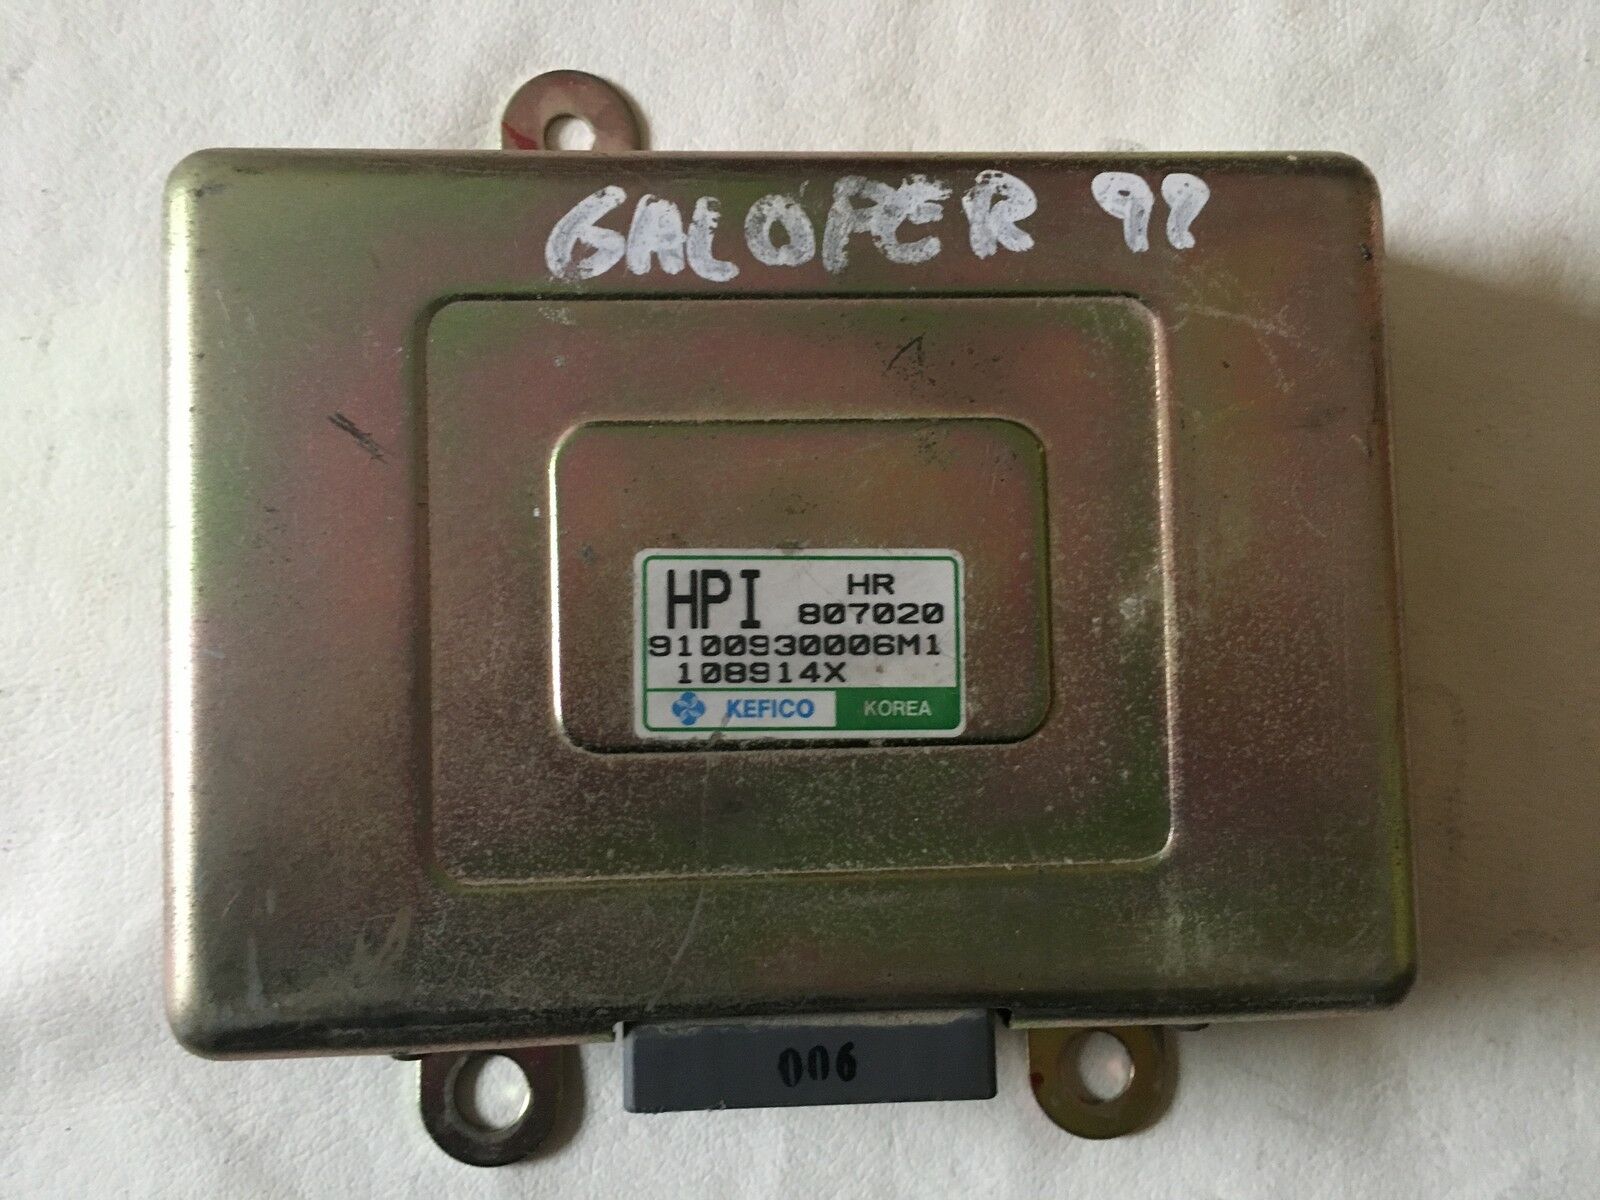 GALOPER 98
HPI HR
807020
9100930006M1
108914X
KEFICO KOREA
006